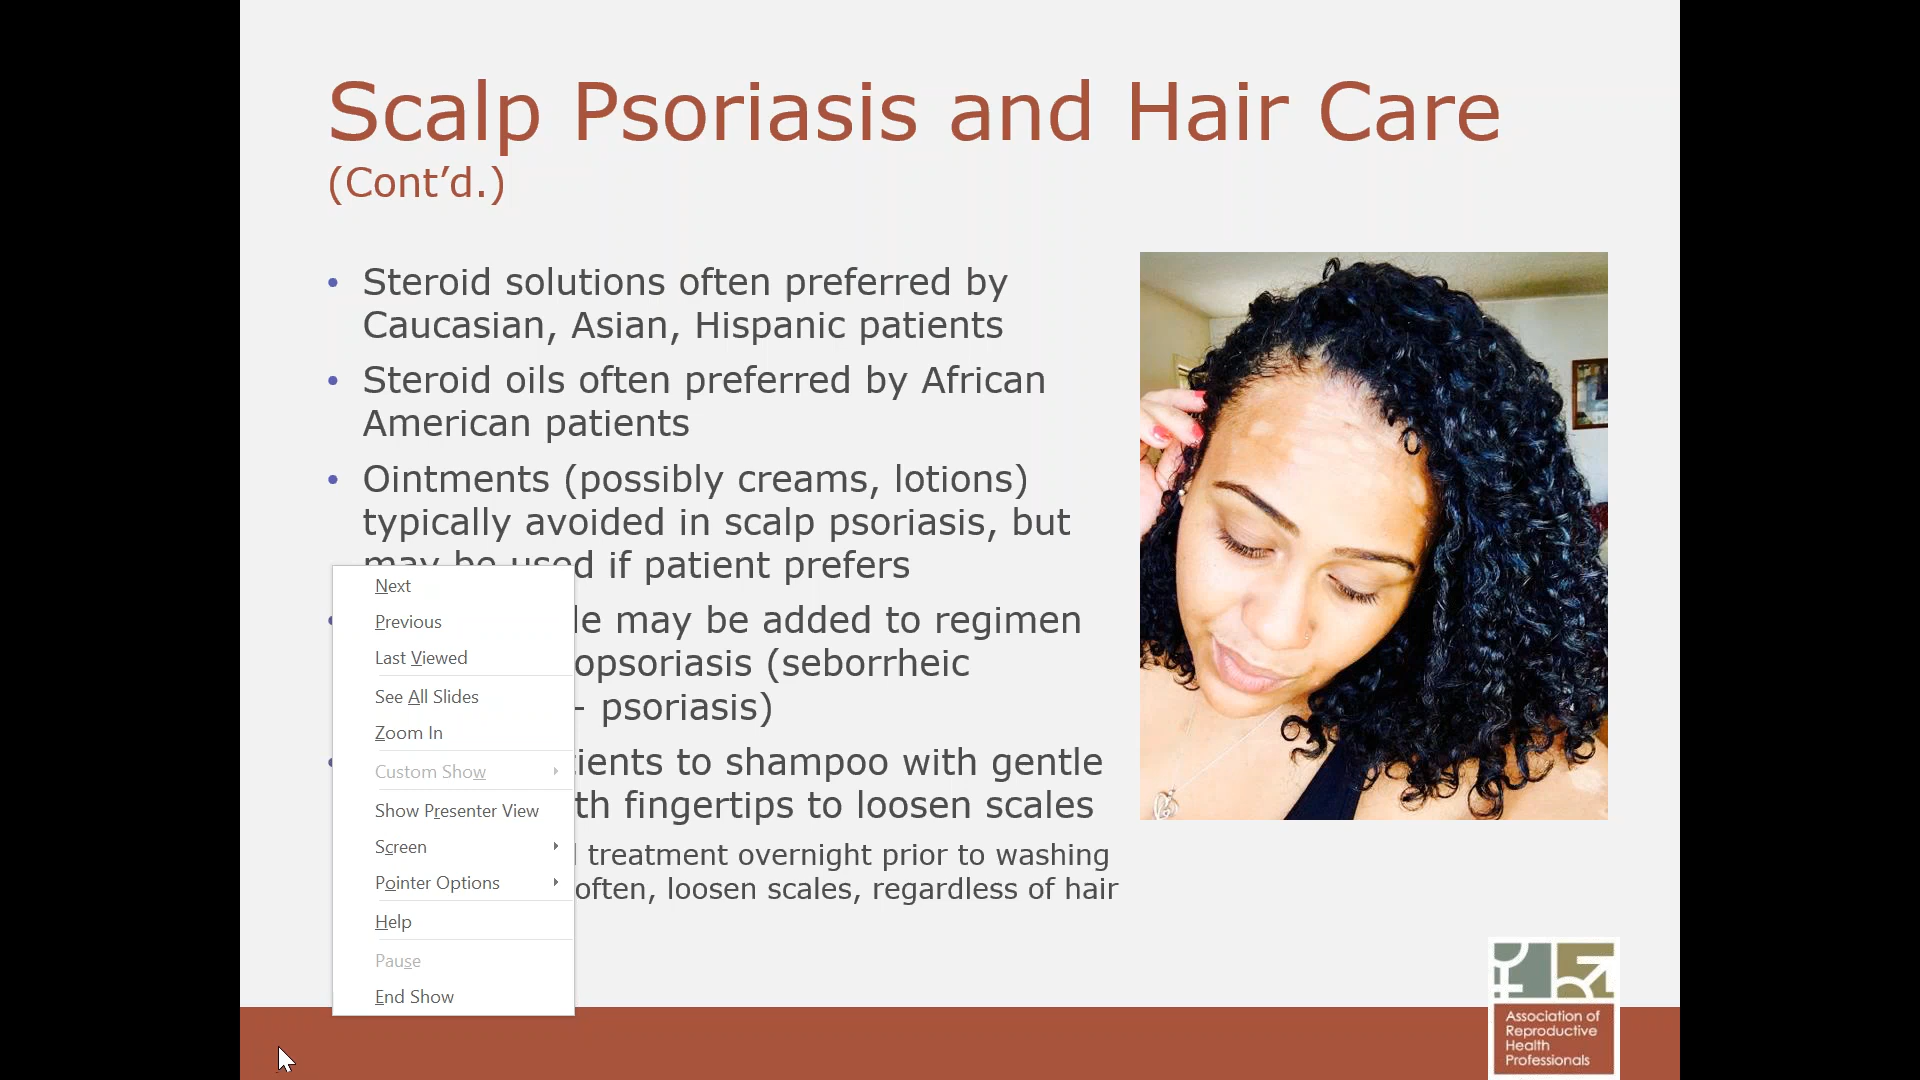 Scalp Psoriasis and Hair Care
(Cont’d.)
• Steroid solutions often preferred by
Caucasian, Asian, Hispanic patients
• Steroid oils often preferred by African
American patients
• Ointments (possibly creams, lotions)
typically avoided in scalp psoriasis, but
may be used if patient prefers
le may be added to regimen
opsoriasis (seborrheic
- psoriasis)
tients to shampoo with gentle
th fingertips to loosen scales
treatment overnight prior to washing
often, loosen scales, regardless of hair
Next
Previous
Last Viewed
See All Slides
Zoom In
Custom Show
Show Presenter View
Screen
Pointer Options
Help
Pause
End Show
Association of
Reproductive
Health
Professionals